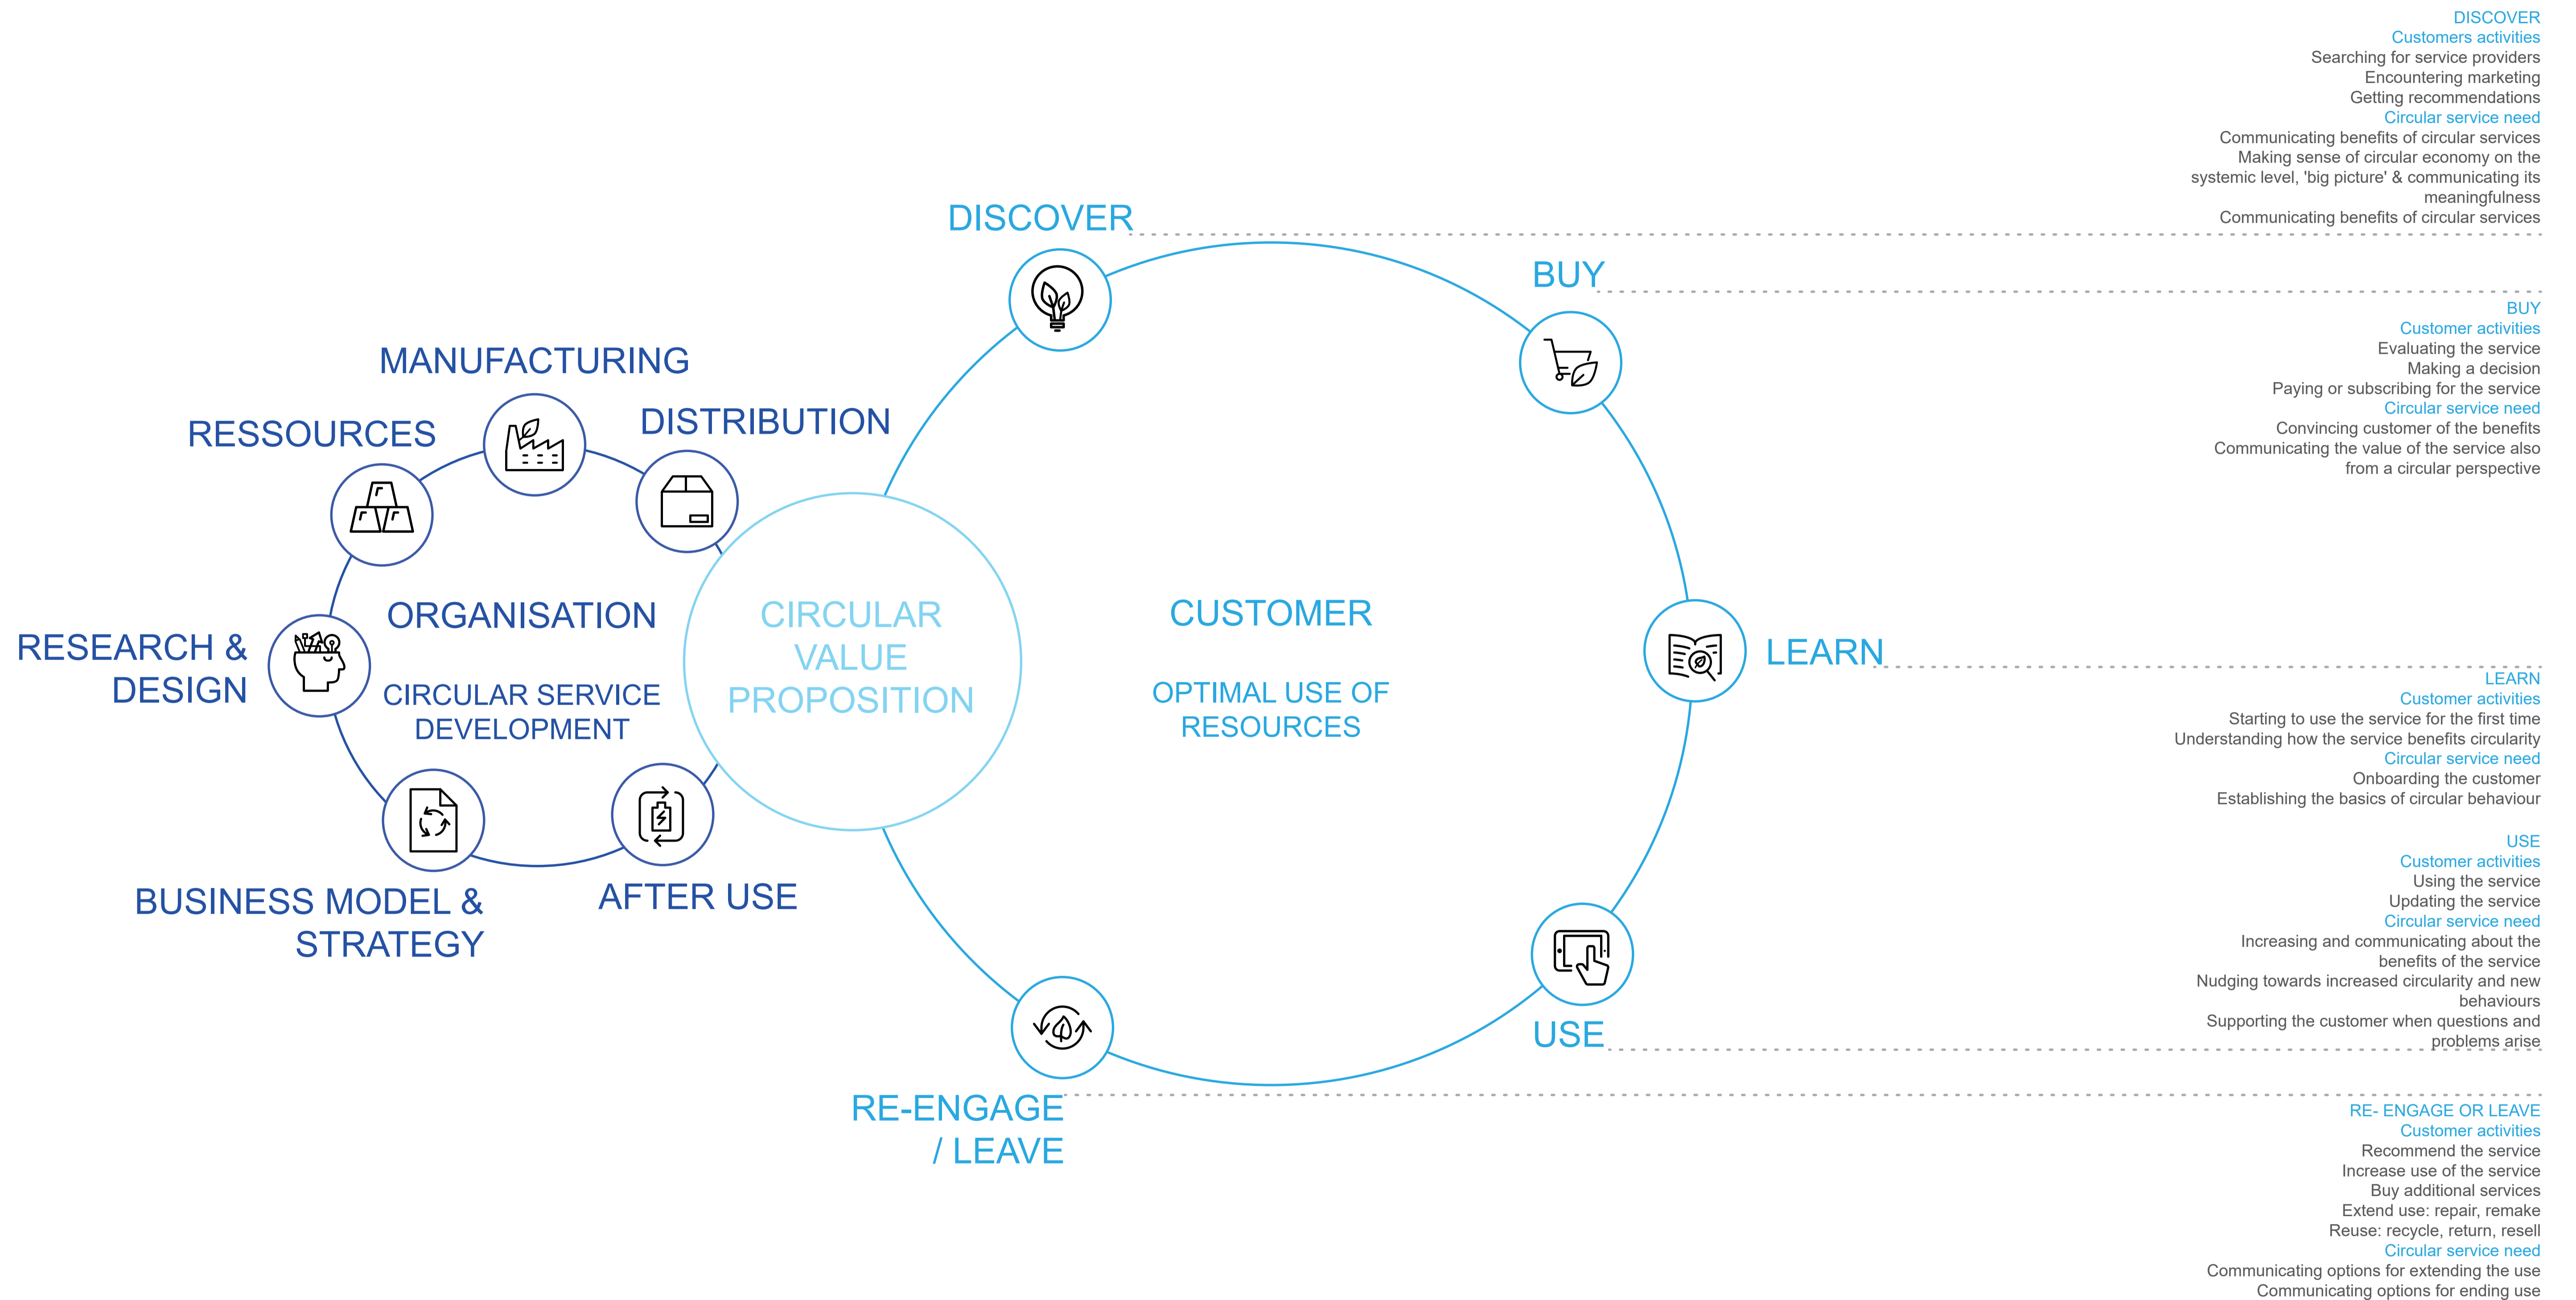 DISCOVER
Customers activities
Searching for service providers
Encountering marketing
Getting recommendations
Circular service need
Communicating benefits of circular services
Making sense of circular economy on the
systemic level, 'big picture' & communicating its
meaningfulness
Communicating benefits of circular services
DISCOVER
BUY
BUY
Customer activities
Evaluating the service
Making a decision
Paying or subscribing for the service
Circular service need
Convincing customer of the benefits
Communicating the value of the service also
from a circular perspective
MANUFACTURING
DISTRIBUTION
RESSOURCES
ORGANISATION
CIRCULAR SERVICE
DEVELOPMENT
RESEARCH &
DESIGN
BUSINESS MODEL &
STRATEGY
AFTER USE
CIRCULAR
VALUE
PROPOSITION
CUSTOMER
OPTIMAL USE OF
RESOURCES
LEARN
LEARN
Customer activities
Starting to use the service for the first time
Understanding how the service benefits circularity
Circular service need
Onboarding the customer
Establishing the basics of circular behaviour
USE
USE
Customer activities
Using the service
Updating the service
Circular service need
Increasing and communicating about the
benefits of the service
Nudging towards increased circularity and new
behaviours
Supporting the customer when questions and
problems arise
RE-ENGAGE
/ LEAVE
RE- ENGAGE OR LEAVE
Customer activities
Recommend the service
Increase use of the service
Buy additional services
Extend use: repair, remake
Reuse: recycle, return, resell
Circular service need
Communicating options for extending the use
Communicating options for ending use